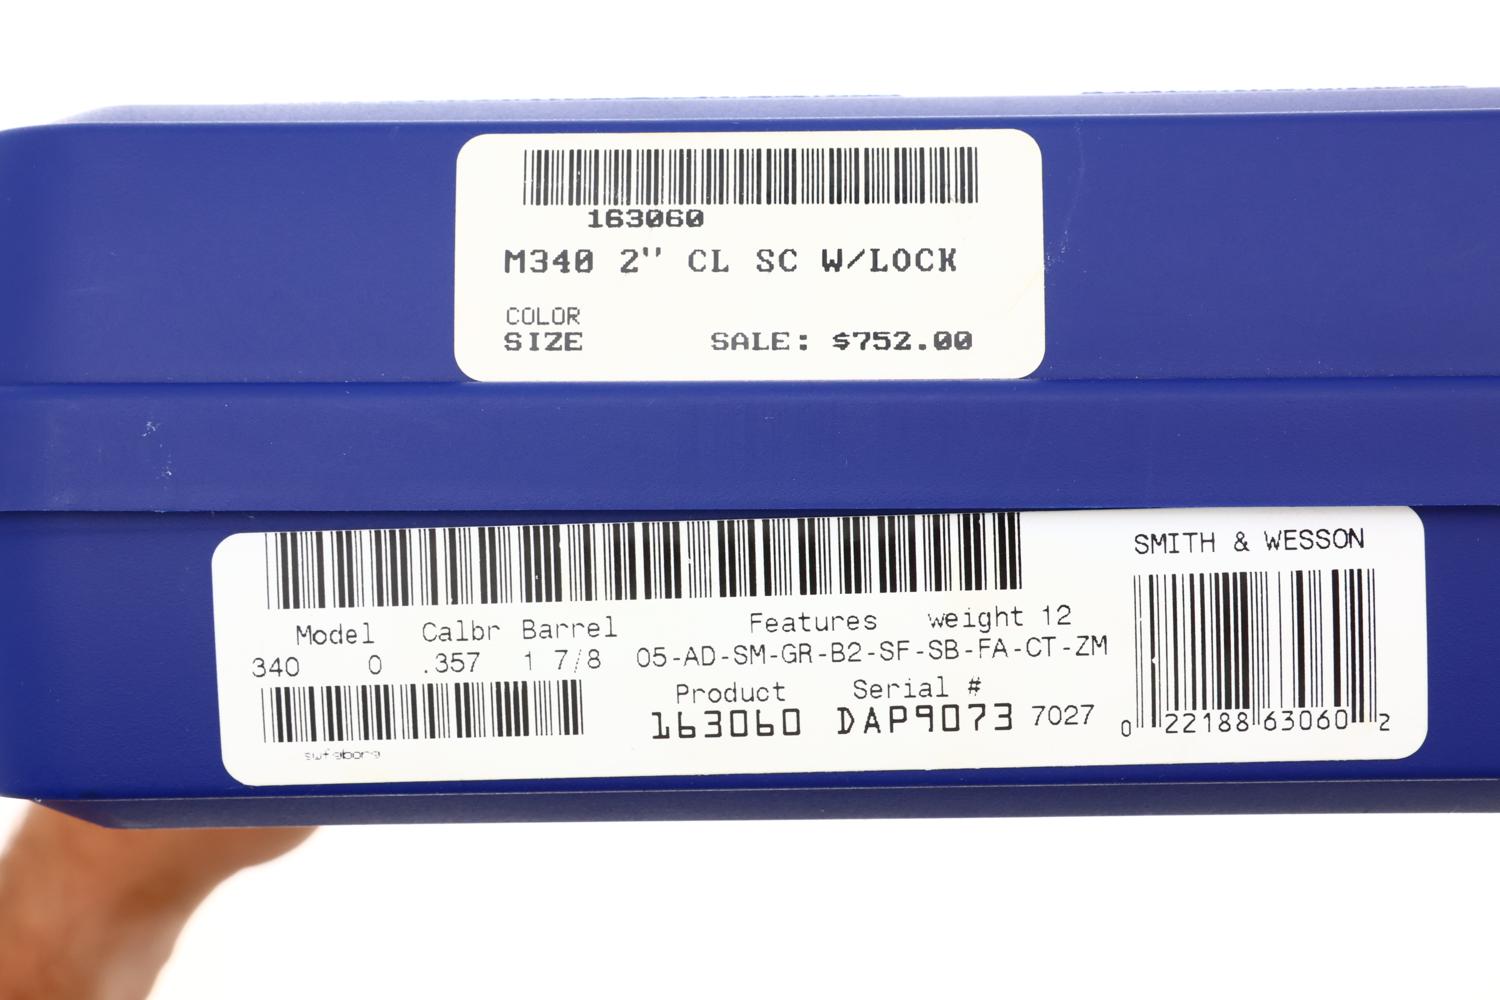 163060
M340 2" CL SC W/LOCK
COLOR
SIZE SALE: $752.00
SMITH & WESSON
Model Calbr Barrel Features weight 12
340 0 .357 1 7/8 05-AD-SM-GR-B2-SF-SB-FA-CT-ZM
Product Serial #
163060 DAP9073 7027
0 22188 63060 2